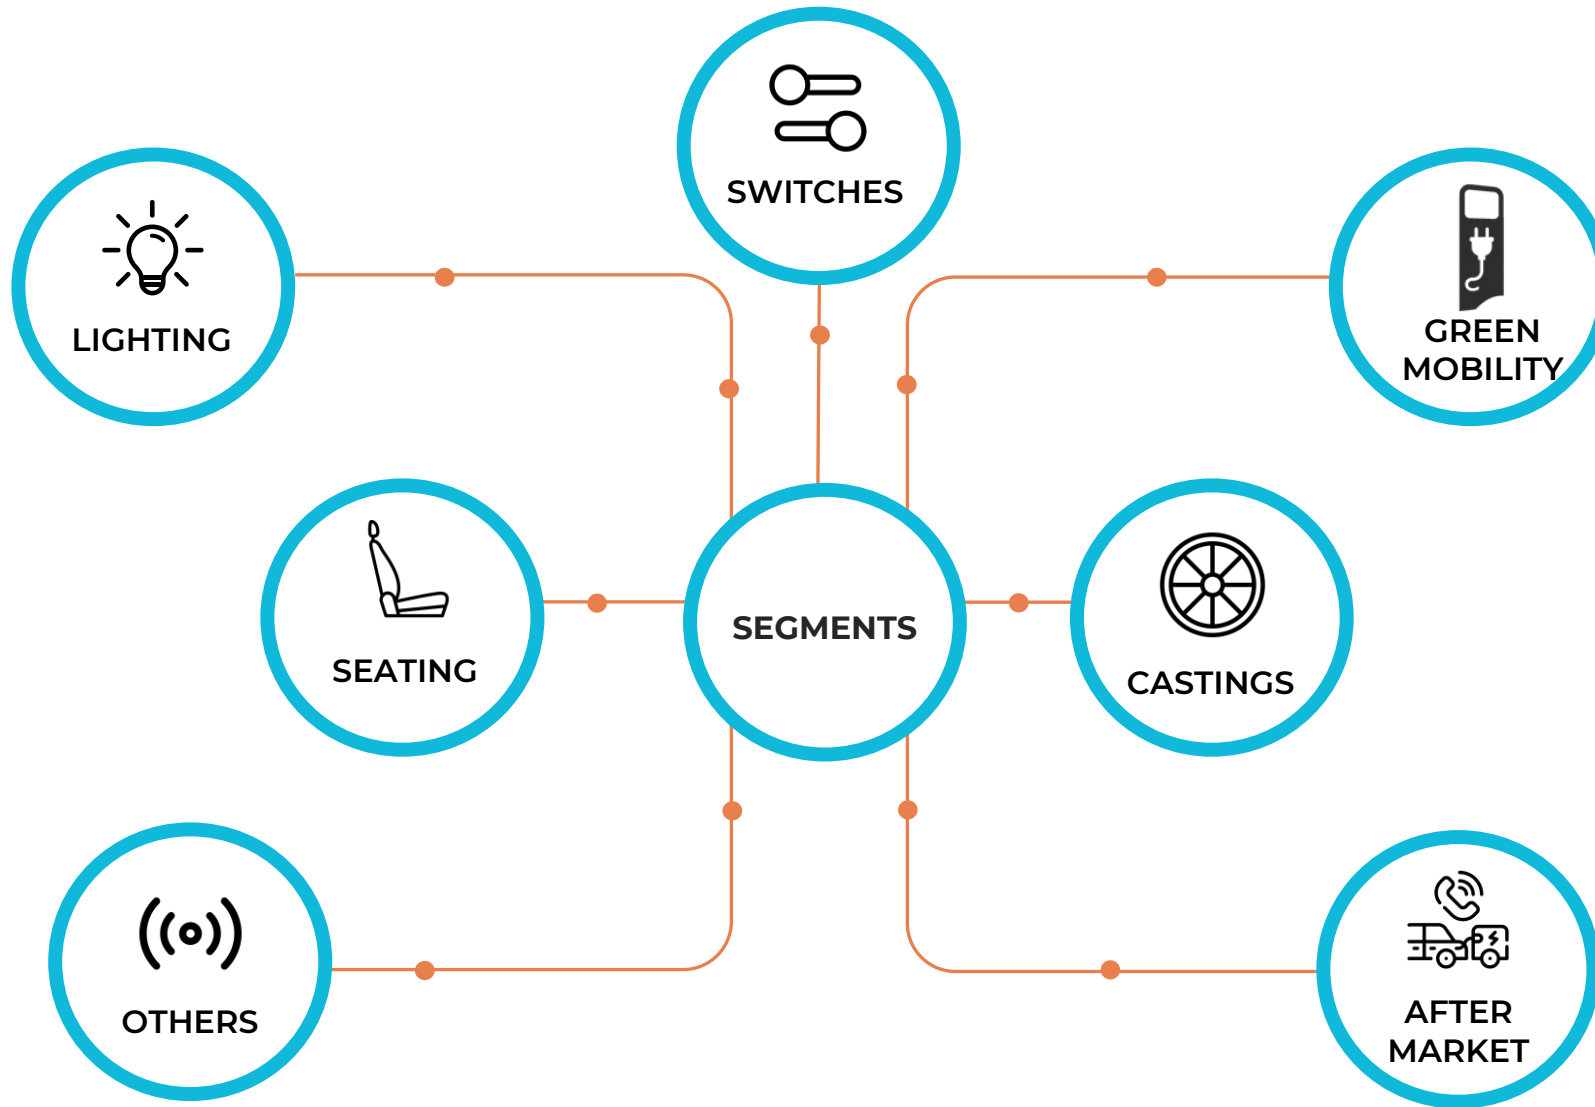 SWITCHES
LIGHTING
GREEN
MOBILITY
SEATING
SEGMENTS
CASTINGS
OTHERS
AFTER
MARKET